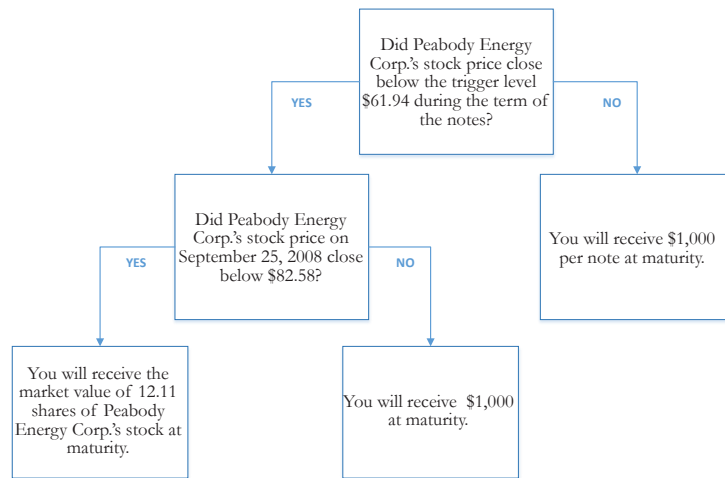 Did Peabody Energy
Corp.'s stock price close
below the trigger level
$61.94 during the term of
the notes?
YES
NO
Did Peabody Energy
Corp.'s stock price on
September 25, 2008 close
below $82.58?
You will receive $1,000
per note at maturity.
YES
NO
You will receive the
market value of 12.11
shares of Peabody
Energy Corp.'s stock at
maturity.
You will receive $1,000
at maturity.